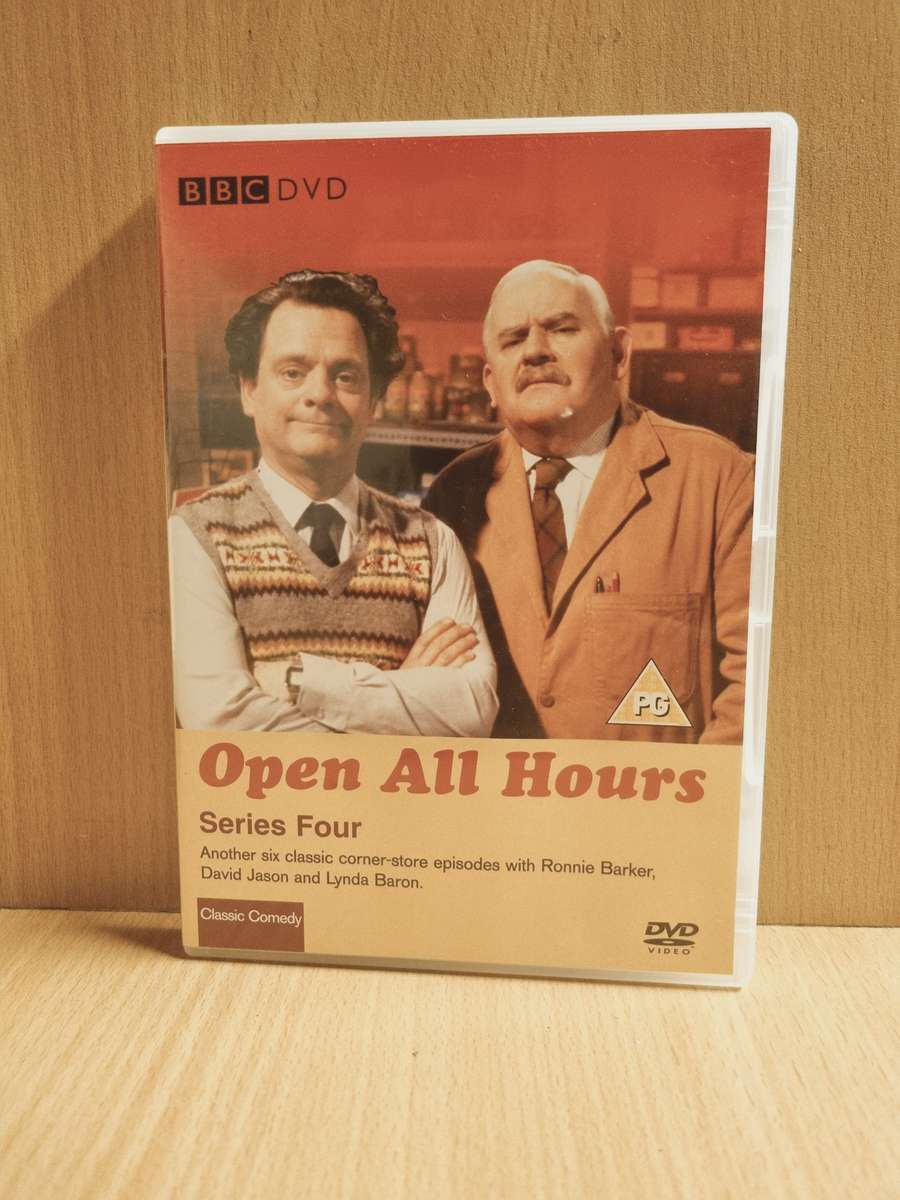 BBC DVD
PG
Open All Hours
Series Four
Another six classic corner-store episodes with Ronnie Barker,
David Jason and Lynda Baron.
Classic Comedy
DVD
VIDEO